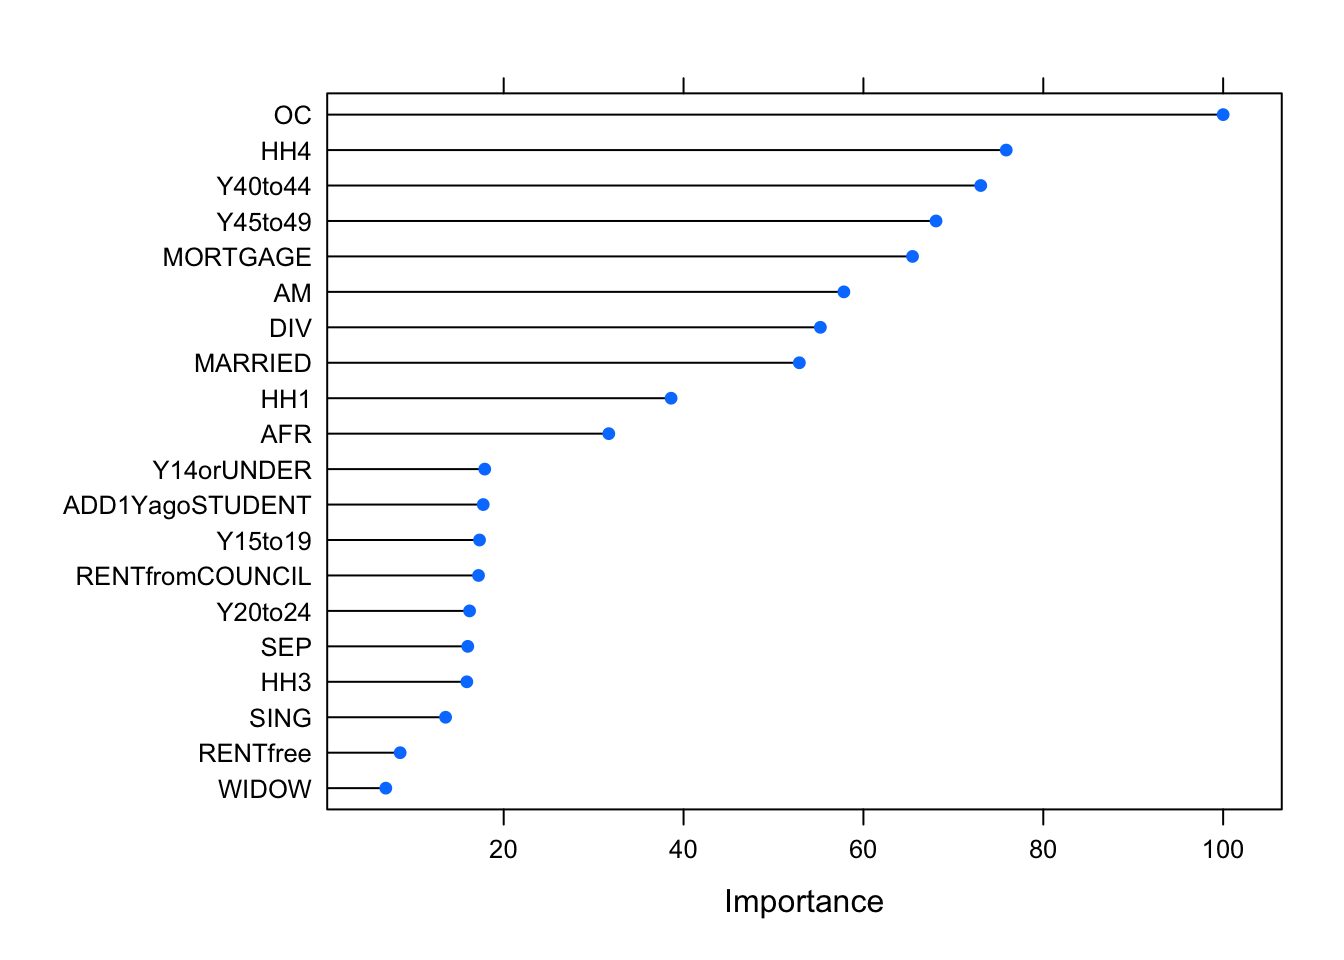 OC
HH4
Y40to44
Y45to49
MORTGAGE
AM
DIV
MARRIED
HH1
AFR
Y14orUNDER
ADD1YagoSTUDENT
Y15to19
RENTfromCOUNCIL
Y20to24
SEP
HH3
SING
RENTfree
WIDOW
20 40 60 80 100
Importance